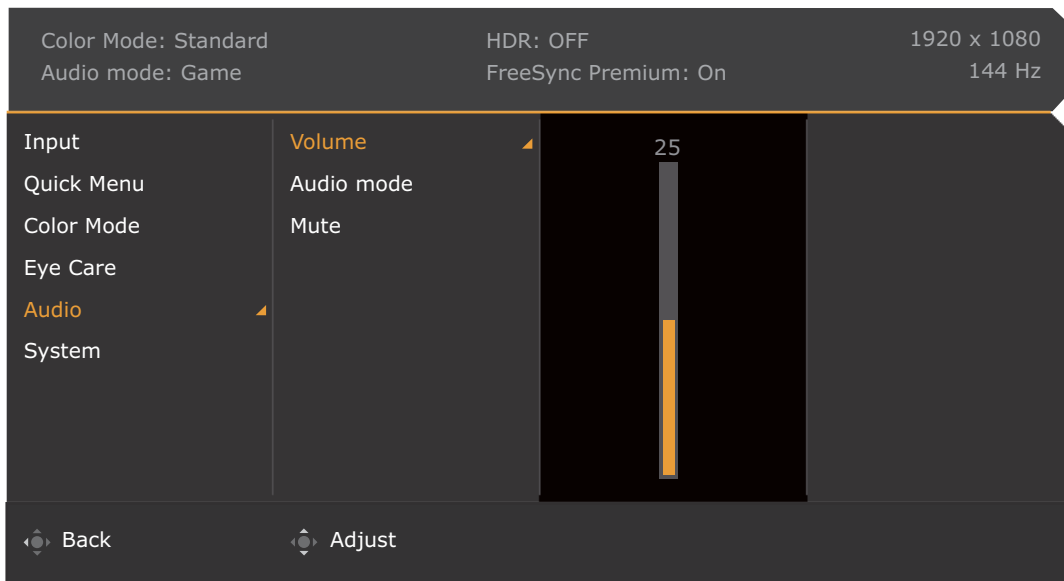 Color Mode: Standard
HDR: OFF
1920 x 1080
Audio mode: Game
FreeSync Premium: On
144 Hz
Input
Quick Menu
Color Mode
Eye Care
Audio
System
Volume
Audio mode
Mute
25
Back
Adjust